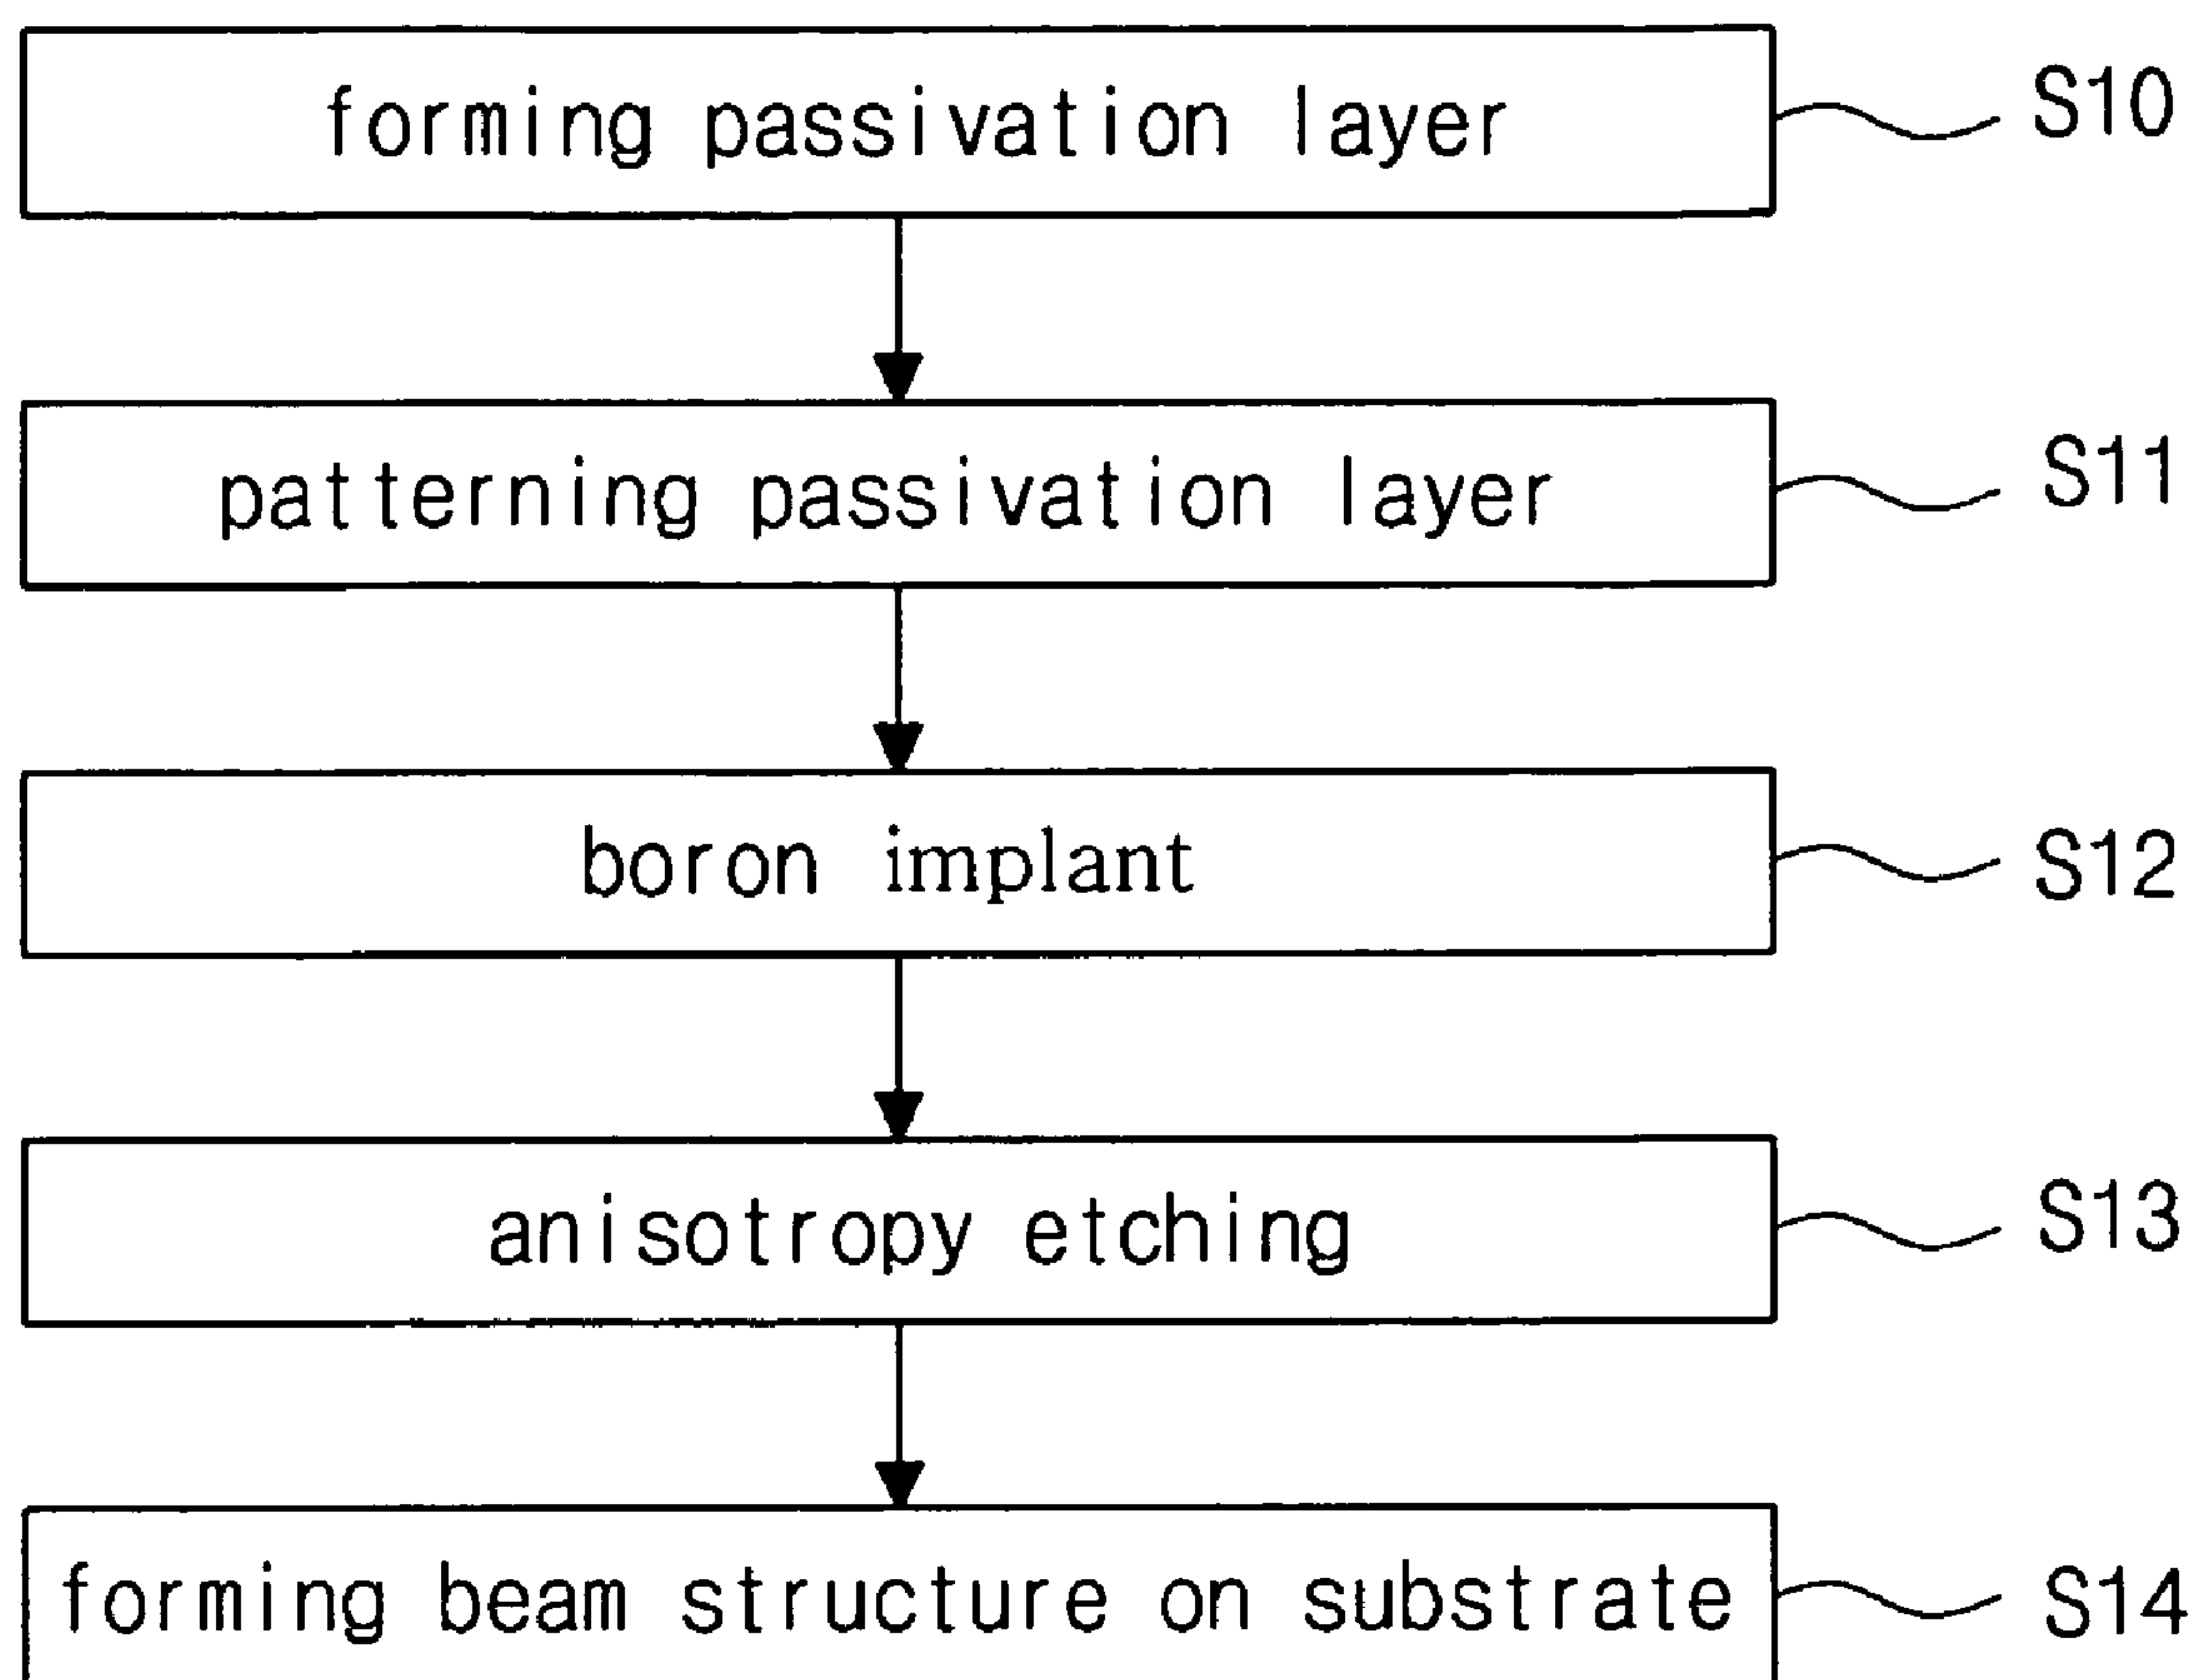 forming passivation layer S10
patterning passivation layer S11
boron implant S12
anisotropy etching S13
forming beam structure on substrate S14